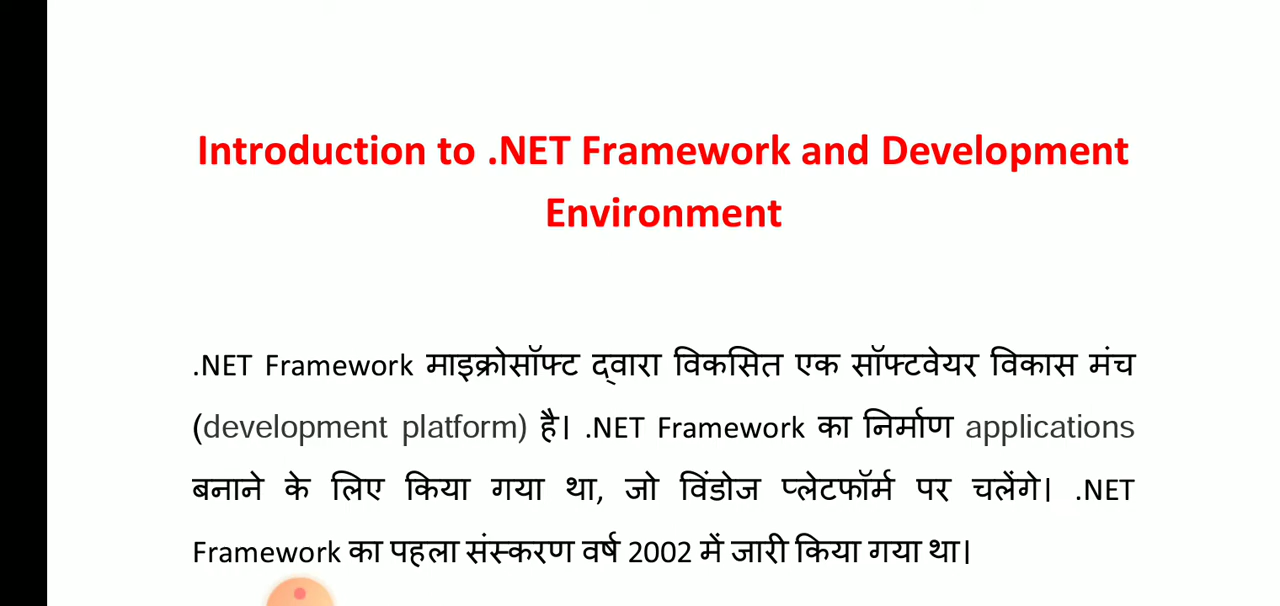 Introduction to .NET Framework and Development
Environment
.NET Framework माइक्रोसॉफ्ट द्वारा विकसित एक सॉफ्टवेयर विकास मंच
(development platform) है। .NET Framework का निर्माण applications
बनाने के लिए किया गया था, जो विंडोज प्लेटफॉर्म पर चलेंगे। .NET
Framework का पहला संस्करण वर्ष 2002 में जारी किया गया था।